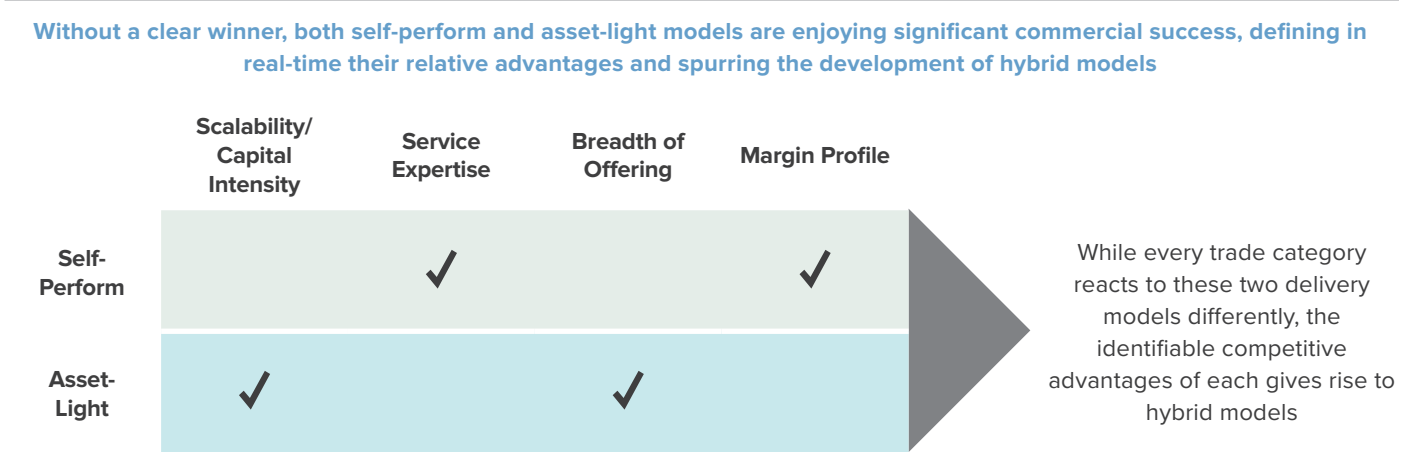 Without a clear winner, both self-perform and asset-light models are enjoying significant commercial success, defining in
real-time their relative advantages and spurring the development of hybrid models
Scalability/
Capital
Intensity
Service
Expertise
Breadth of
Offering
Margin Profile
Self-
Perform
Asset-
Light
While every trade category
reacts to these two delivery
models differently, the
identifiable competitive
advantages of each gives rise to
hybrid models